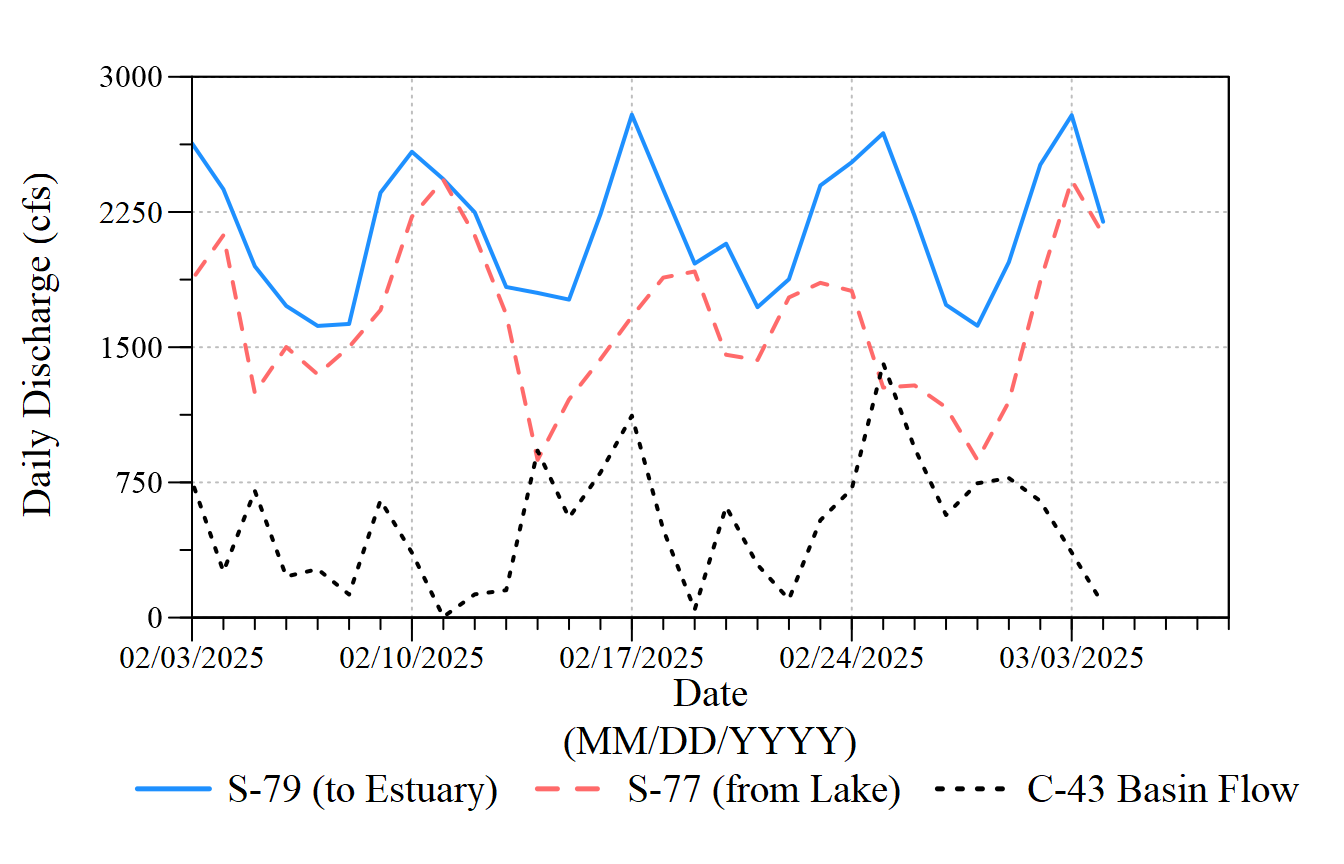 3000
2250
1500
750
0
Daily Discharge (cfs)
02/03/2025 02/10/2025 02/17/2025 02/24/2025 03/03/2025
Date
(MM/DD/YYYY)
S-79 (to Estuary) S-77 (from Lake) C-43 Basin Flow